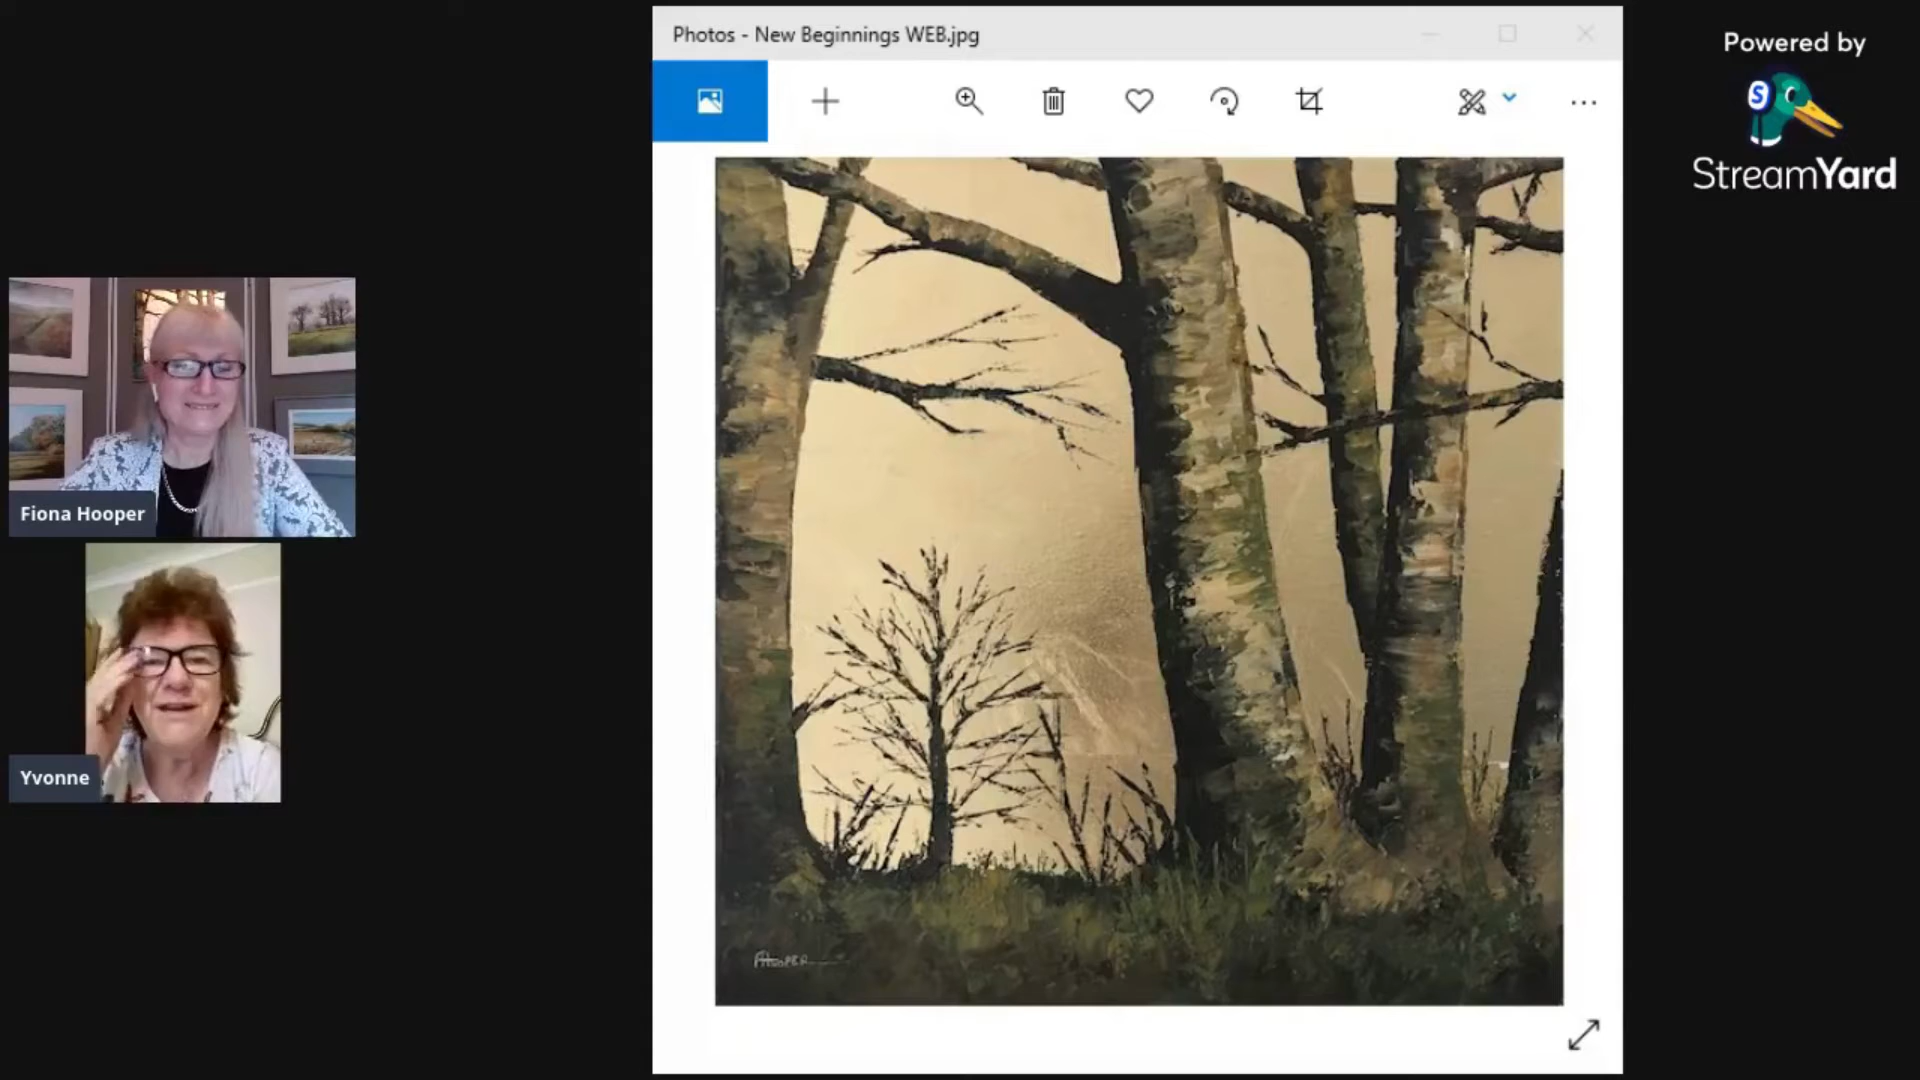 Photos - New Beginnings WEB.jpg
Powered by
S
StreamYard
Fiona Hooper
Yvonne